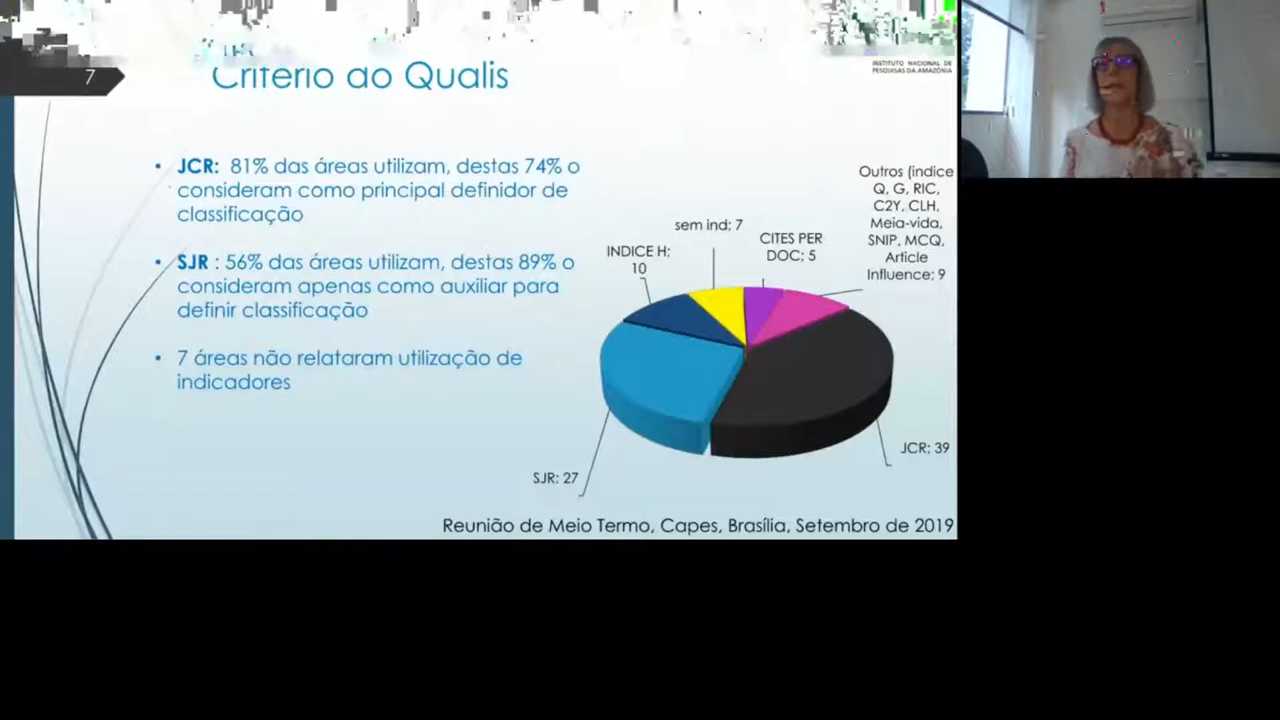 7
Critério do Qualis
INSTITUTO NACIONAL DE
PESQUISAS DA AMAZÔNIA
• JCR: 81% das áreas utilizam, destas 74% o
consideram como principal definidor de
classificação
• SJR : 56% das áreas utilizam, destas 89% o
consideram apenas como auxiliar para
definir classificação
• 7 áreas não relataram utilização de
indicadores
INDICE H;
10
sem ind; 7
CITES PER
DOC; 5
Outros (indice
Q, G, RIC,
C2Y, CLH,
Meia-vida,
SNIP, MCQ,
Article
Influence; 9
JCR; 39
SJR; 27
Reunião de Meio Termo, Capes, Brasília, Setembro de 2019